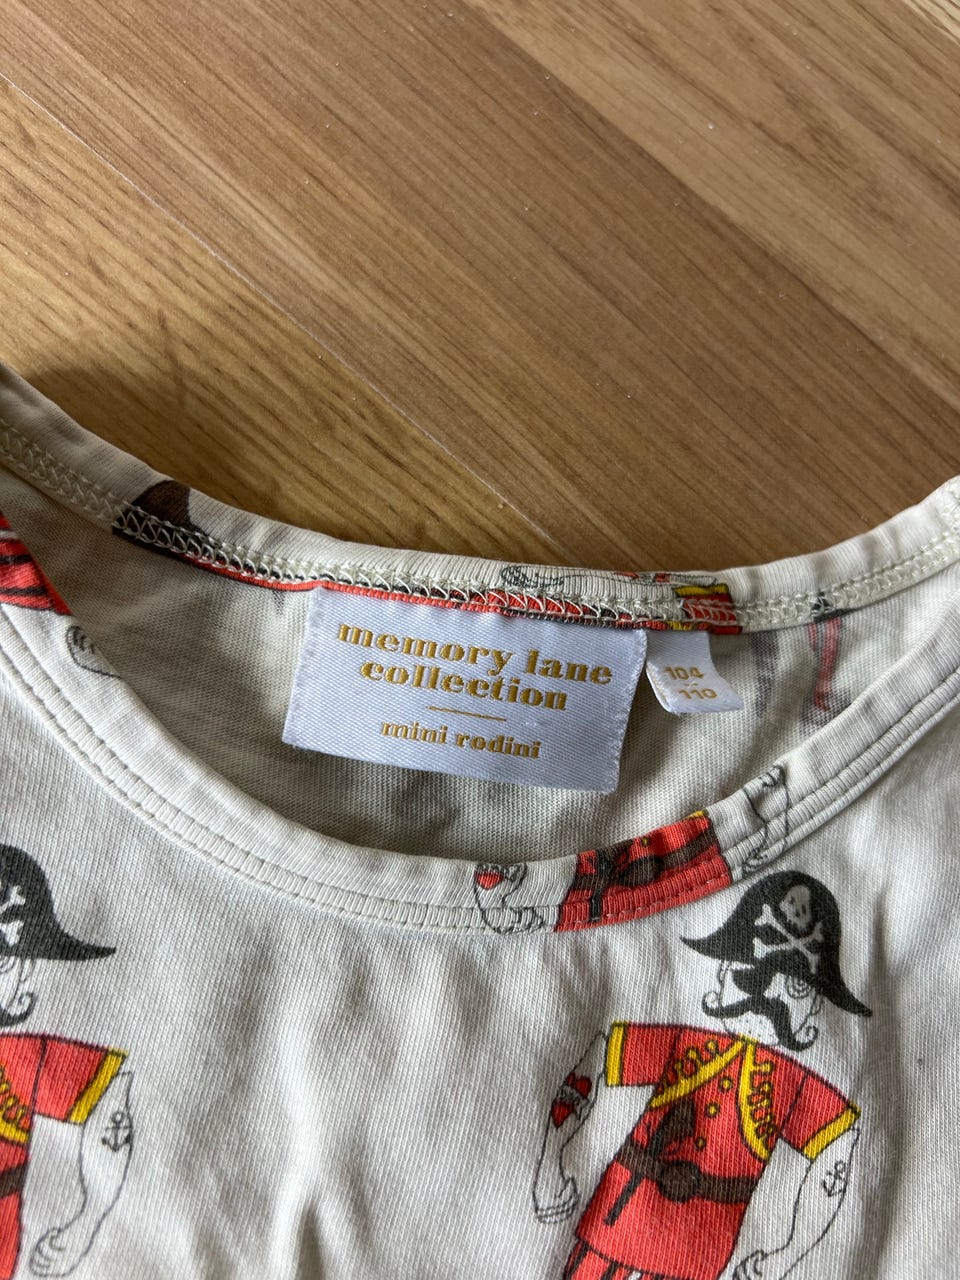 memory lane
collection
mini rodini
104
110